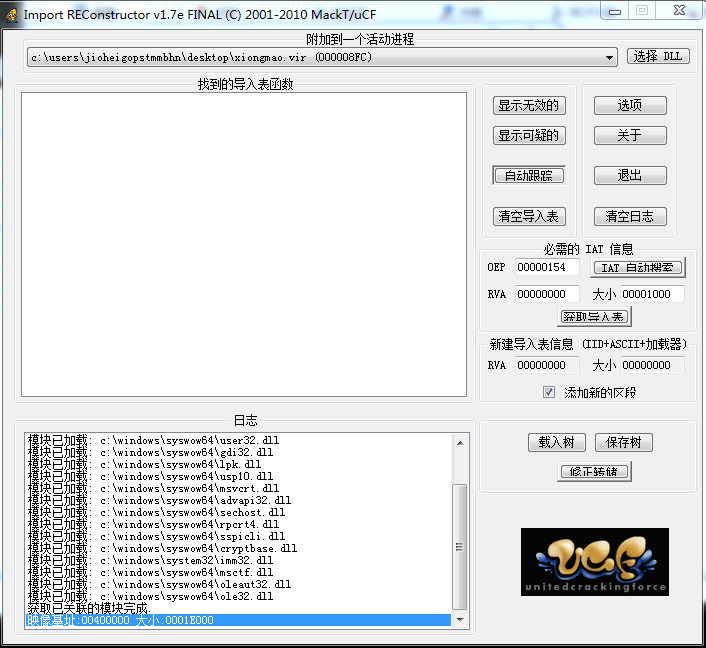 Import REConstructor v1.7e FINAL (C) 2001-2010 MackT/uCF
附加到一个活动进程
c:\users\jioheigopstmmbhn\desktop\xiongmao.vir (000008FC)
选择 DLL
找到的导入表函数
显示无效的
选项
显示可疑的
关于
自动跟踪
退出
清空导入表
清空日志
必需的 IAT 信息
OEP 00000154 IAT 自动搜索
RVA 00000000 大小 00001000
获取导入表
新建导入表信息 (IID+ASCII+加载器)
RVA 00000000 大小 00000000
添加新的区段
日志
模块已加载: c:\windows\syswow64\user32.dll
模块已加载: c:\windows\syswow64\gdi32.dll
模块已加载: c:\windows\syswow64\lpk.dll
模块已加载: c:\windows\syswow64\usp10.dll
模块已加载: c:\windows\syswow64\msvcrt.dll
模块已加载: c:\windows\syswow64\advapi32.dll
模块已加载: c:\windows\syswow64\sechost.dll
模块已加载: c:\windows\syswow64\rpcrt4.dll
模块已加载: c:\windows\syswow64\sspicli.dll
模块已加载: c:\windows\syswow64\cryptbase.dll
模块已加载: c:\windows\system32\imm32.dll
模块已加载: c:\windows\syswow64\msctf.dll
模块已加载: c:\windows\syswow64\oleaut32.dll
模块已加载: c:\windows\syswow64\ole32.dll
获取已关联的模块完成.
映像基址:00400000 大小:0001E000
载入树
保存树
修正转储
UCF
unitedcrackingforce